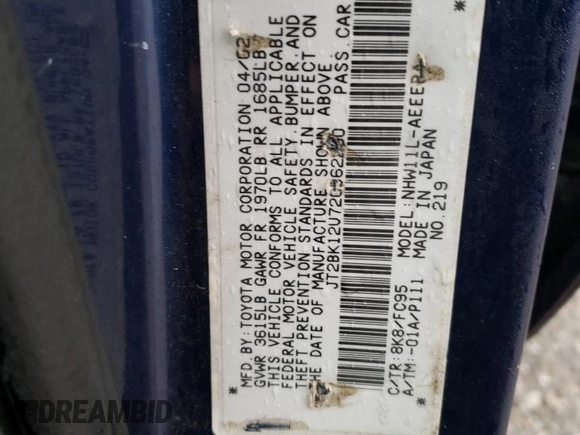 MFD BY:TOYOTA MOTOR CORPORATION 04/02
GVWR 3615LB GAWR FR 1970LB RR 1685LB
THIS VEHICLE CONFORMS TO ALL APPLICABLE
FEDERAL MOTOR VEHICLE SAFETY, BUMPER, AND
THEFT PREVENTION STANDARDS IN EFFECT ON
THE DATE OF MANUFACTURE SHOWN ABOVE.
PASS. CAR
C/TR: 8K8/FC95
MODEL:NHW11L-AEEERA
A/TM: -01A/P111
MADE IN JAPAN
NO. 219
DREAMBID